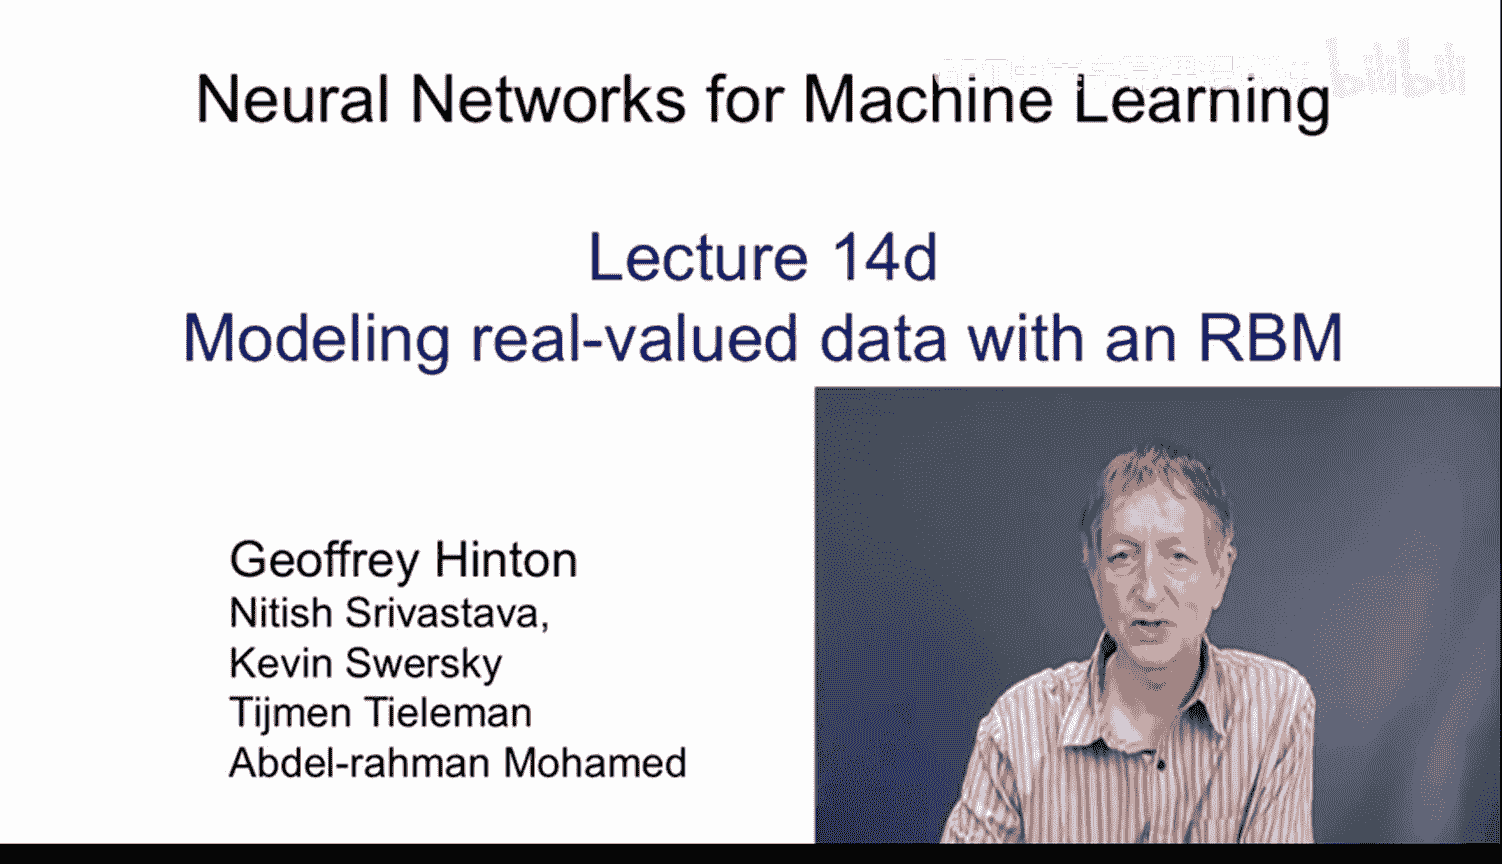 Neural Networks for Machine Learning
bilibili
Lecture 14d
Modeling real-valued data with an RBM
Geoffrey Hinton
Nitish Srivastava,
Kevin Swersky
Tijmen Tieleman
Abdel-rahman Mohamed